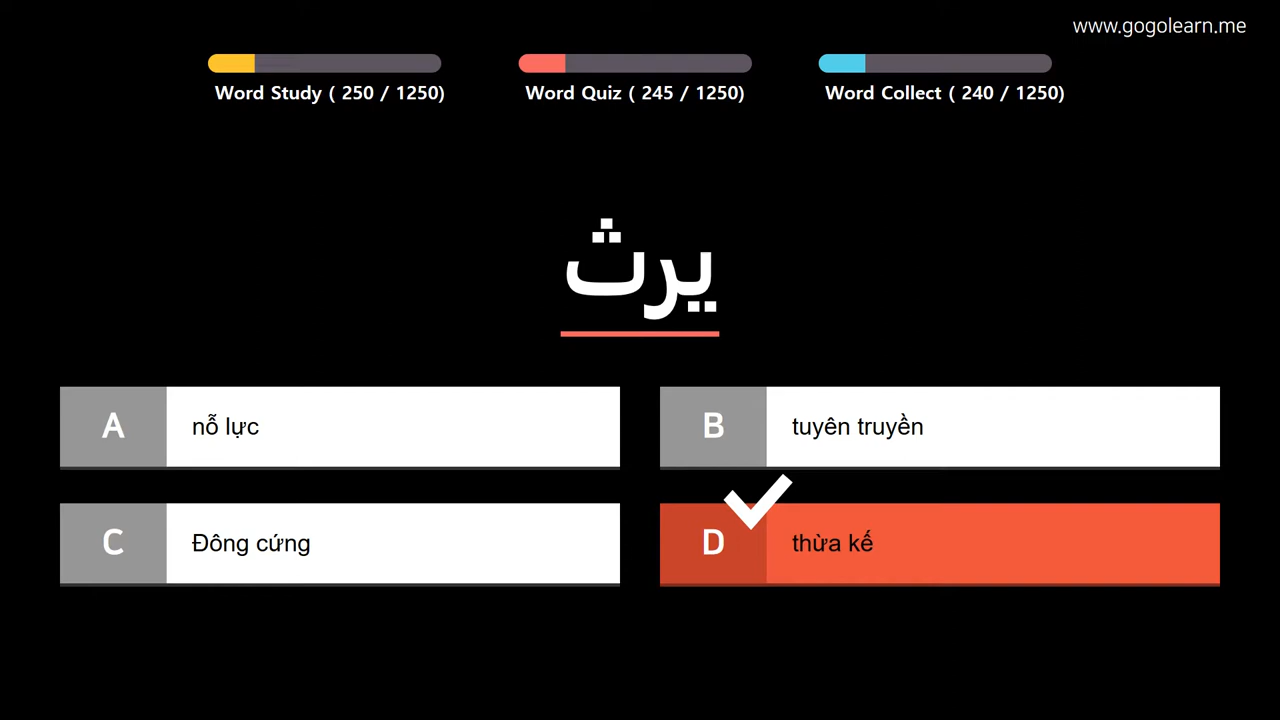 www.gogolearn.me
Word Study ( 250 / 1250)
Word Quiz ( 245 / 1250)
Word Collect ( 240 / 1250)
يرث
A
nỗ lực
B
tuyên truyền
C
Đông cứng
D
thừa kế